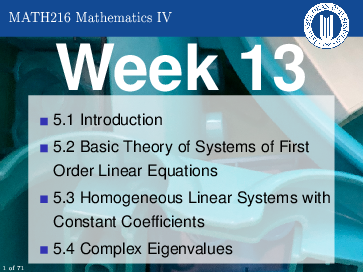 MATH216 Mathematics IV
Week 13
5.1 Introduction
5.2 Basic Theory of Systems of First
Order Linear Equations
5.3 Homogeneous Linear Systems with
Constant Coefficients
5.4 Complex Eigenvalues
1 of 71